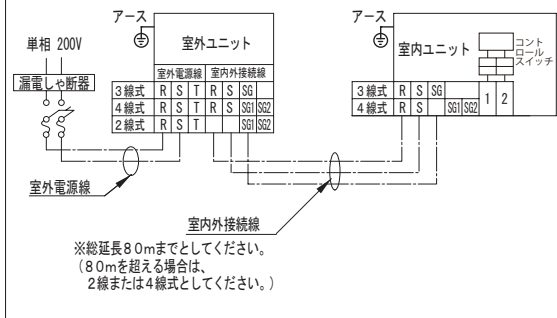 アース
単相 200V
漏電しゃ断器
室外ユニット
室外電源線 室内外接続線
3線式 R S T R S SG
4線式 R S T R S SG1 SG2
2線式 R S T SG1 SG2
アース
室内ユニット
コント
ロール
スイッチ
3線式 R S SG
4線式 R S SG1 SG2
1 2
室外電源線
室内外接続線
※総延長80mまでとしてください。
(80mを超える場合は、
2線または4線式としてください。)